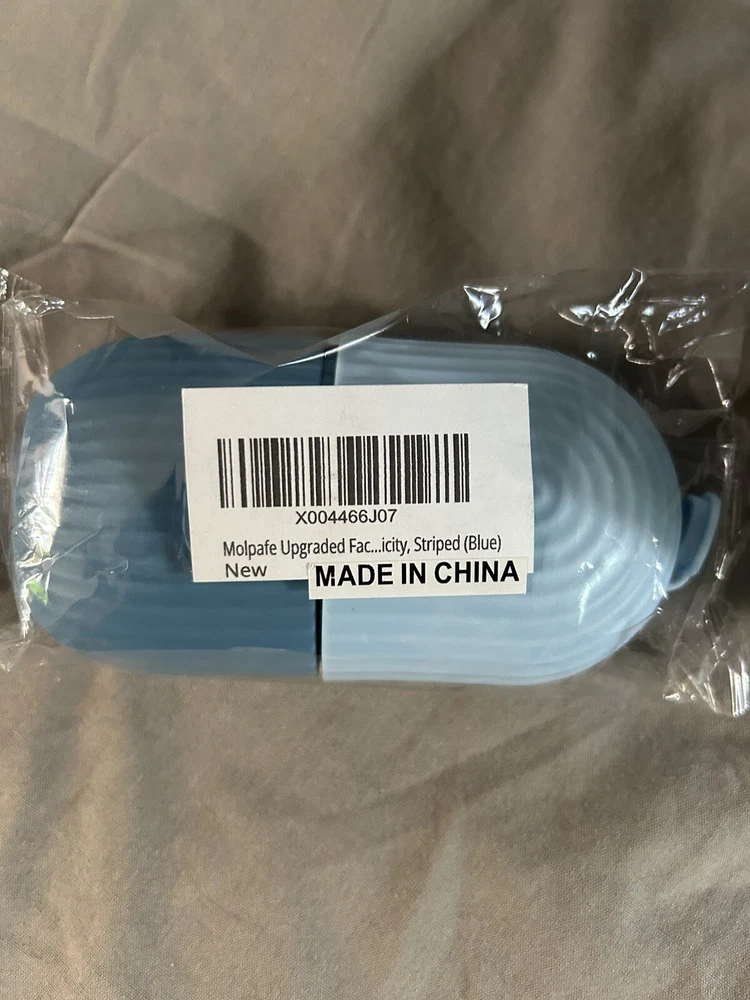 X004466J07
Molpafe Upgraded Fac...icity, Striped (Blue)
New
MADE IN CHINA